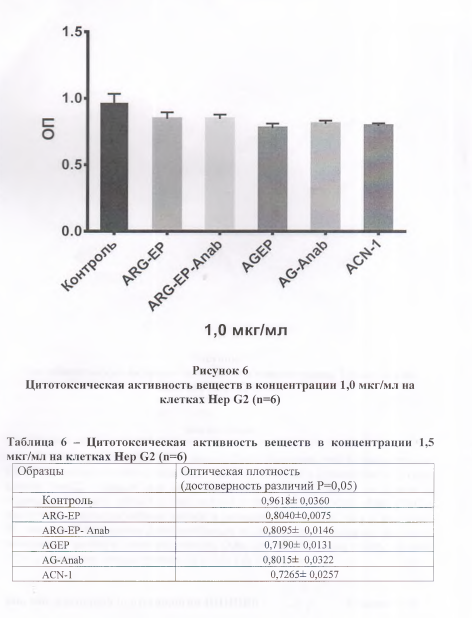 1.5
1.0
0.5
0.0
ОП
Контроль
ARG-EP
ARG-EP-Anab
AGEP
AG-Anab
ACN-1
1,0 мкг/мл
Рисунок 6
Цитотоксическая активность веществ в концентрации 1,0 мкг/мл на
клетках Hep G2 (n=6)
Таблица 6 – Цитотоксическая активность веществ в концентрации 1,5
мкг/мл на клетках Hep G2 (n=6)
Образцы Оптическая плотность
(достоверность различий P=0,05)
Контроль 0,9618± 0,0360
ARG-EP 0,8040±0,0075
ARG-EP- Anab 0,8095± 0,0146
AGEP 0,7190± 0,0131
AG-Anab 0,8015± 0,0322
ACN-1 0,7265± 0,0257